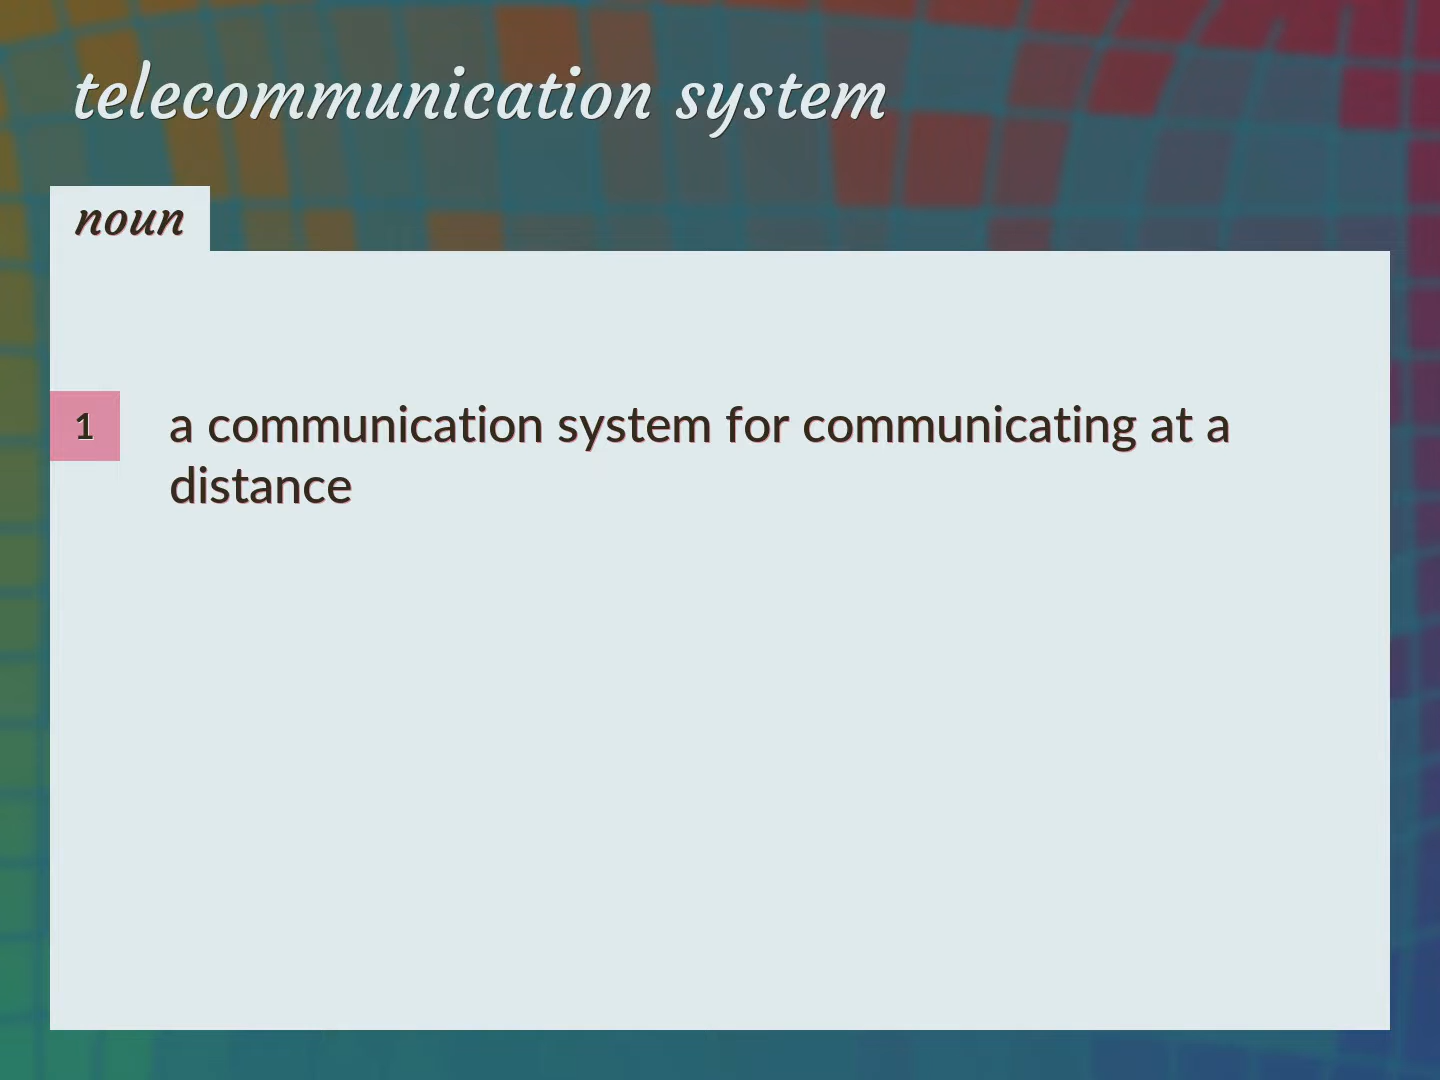 telecommunication system
noun
1 a communication system for communicating at a
distance